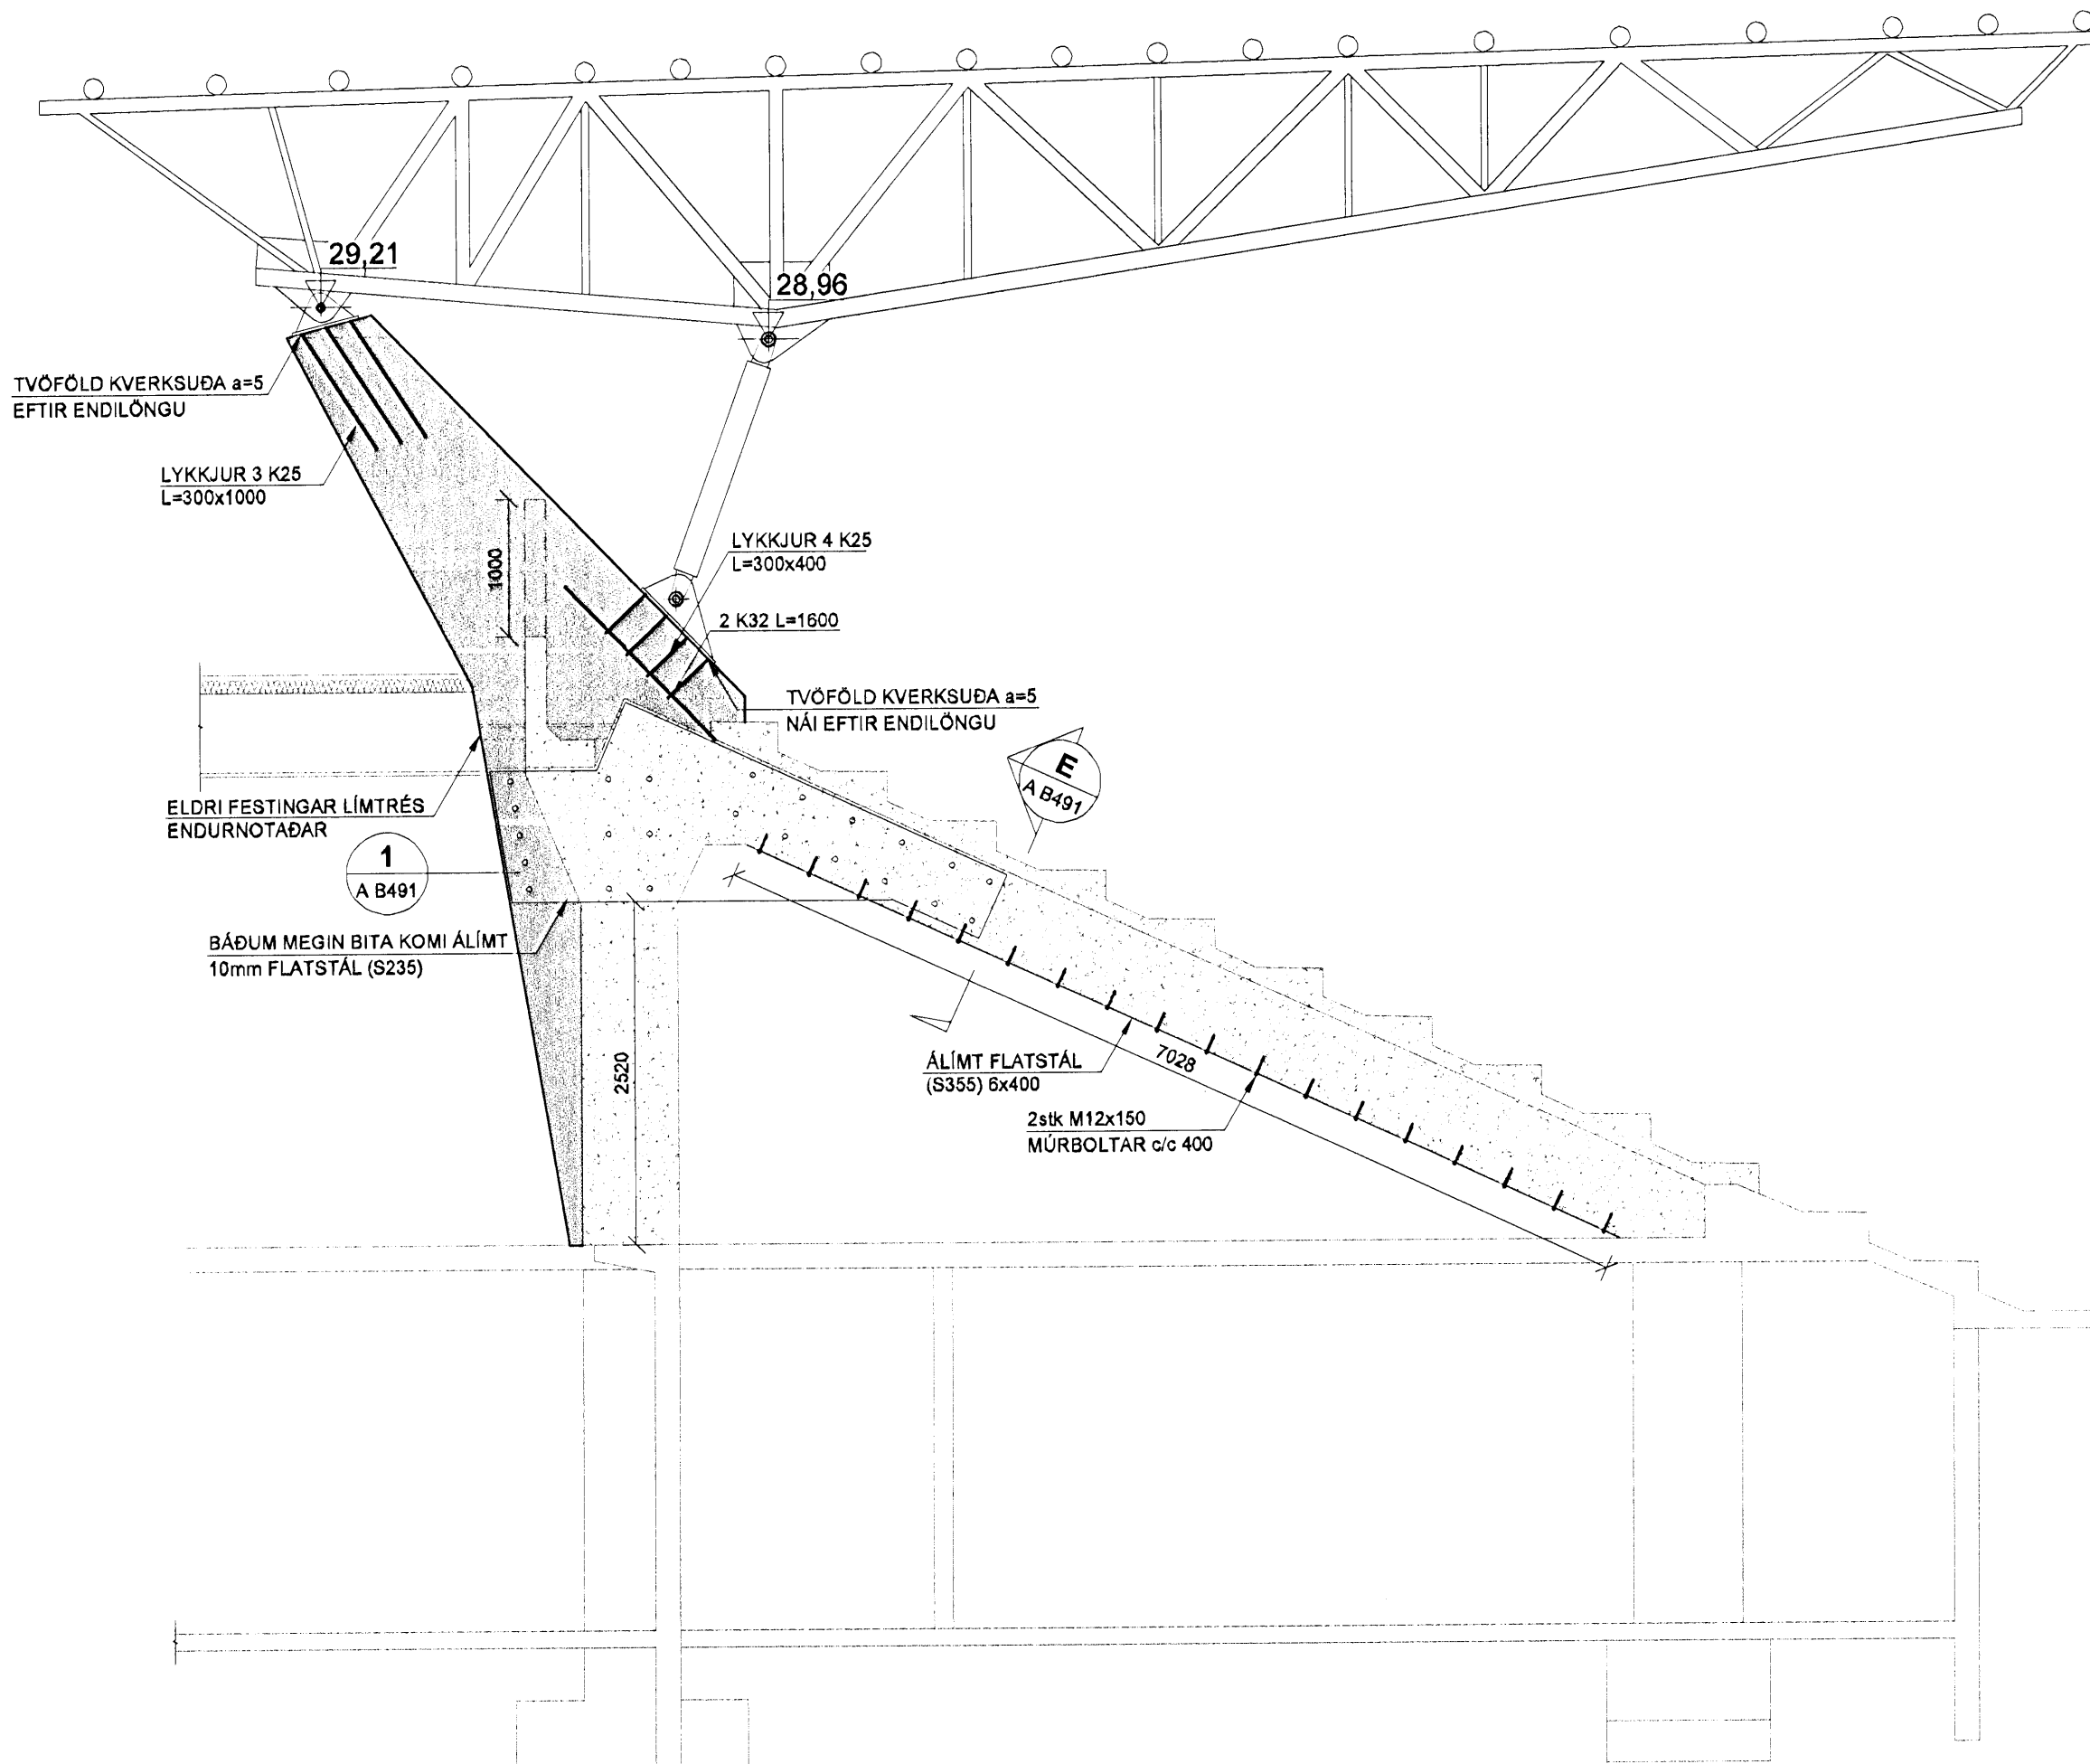 29,21
28,96
TVÖFÖLD KVERKSUÐA a=5
EFTIR ENDILÖNGU
LYKKJUR 3 K25
L=300x1000
1000
LYKKJUR 4 K25
L=300x400
2 K32 L=1600
TVÖFÖLD KVERKSUÐA a=5
NÁI EFTIR ENDILÖNGU
E
A B491
ELDRI FESTINGAR LÍMTRÉS
ENDURNOTAÐAR
1
A B491
BÁÐUM MEGIN BITA KOMI ÁLÍMT
10mm FLATSTÁL (S235)
2520
7028
ÁLÍMT FLATSTÁL
(S355) 6x400
2stk M12x150
MÚRBOLTAR c/c 400